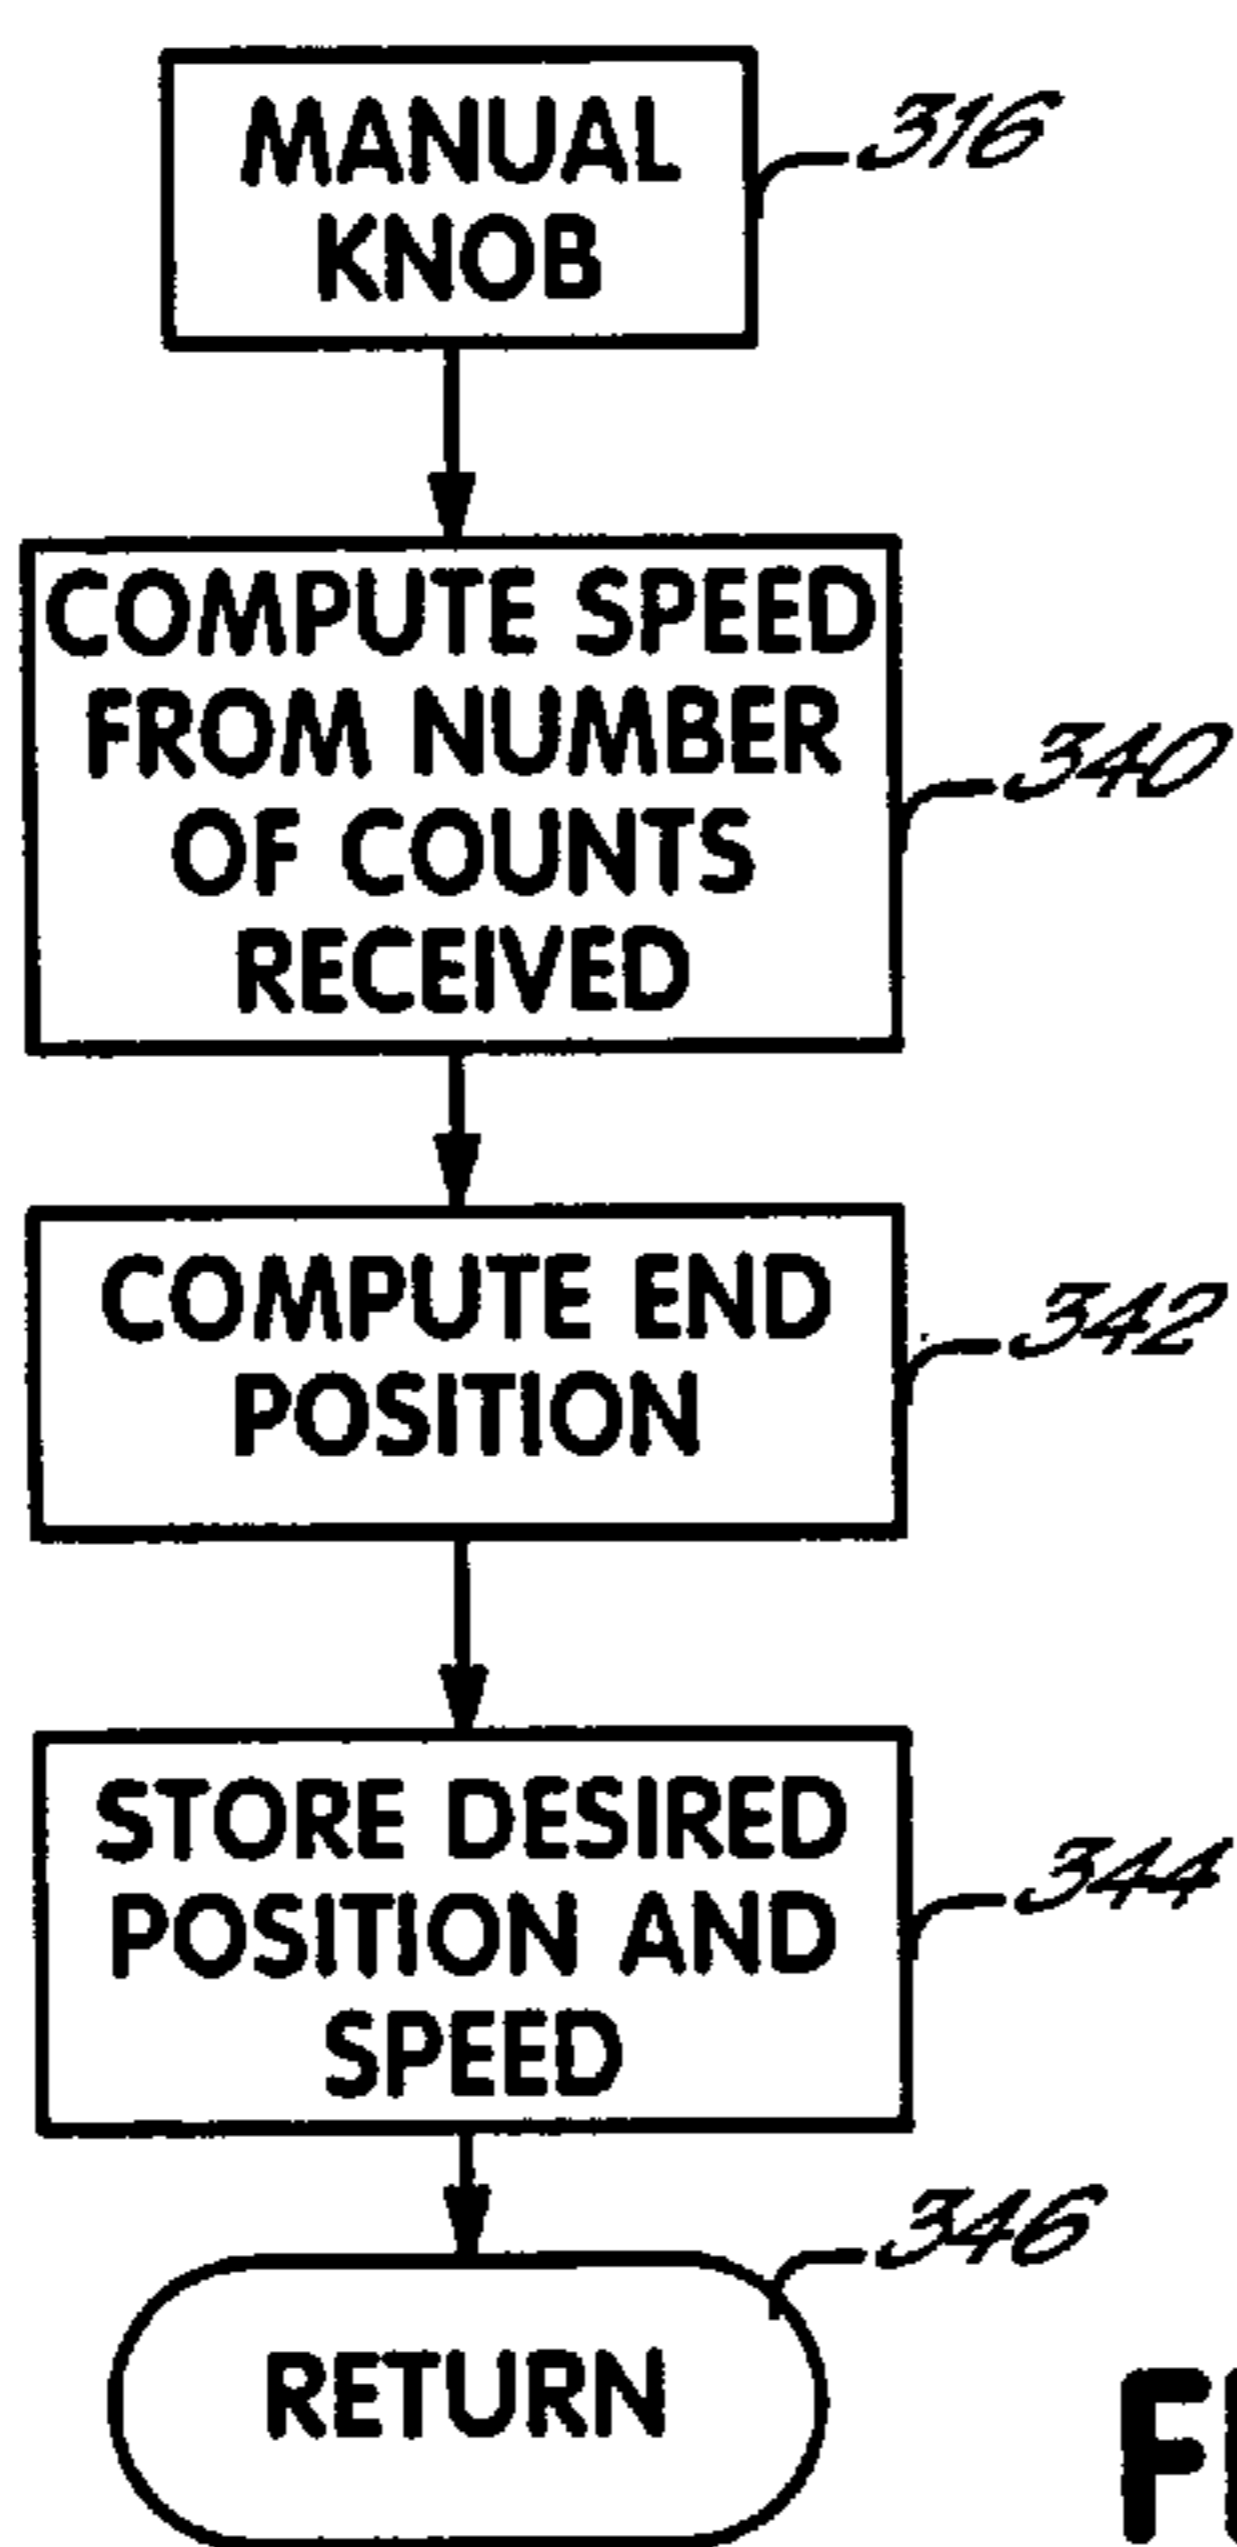 MANUAL
KNOB
316
COMPUTE SPEED
FROM NUMBER
OF COUNTS
RECEIVED
340
COMPUTE END
POSITION
342
STORE DESIRED
POSITION AND
SPEED
344
346
RETURN